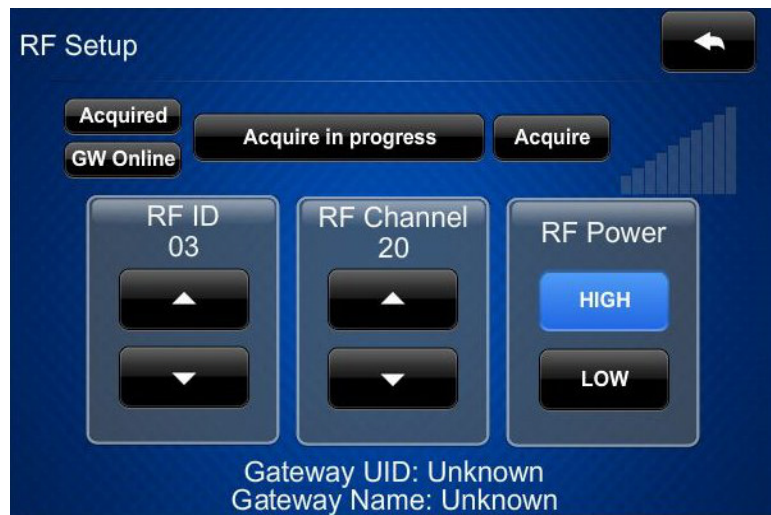 RF Setup
Acquired
GW Online
Acquire in progress
Acquire
RF ID
03
RF Channel
20
RF Power
HIGH
LOW
Gateway UID: Unknown
Gateway Name: Unknown